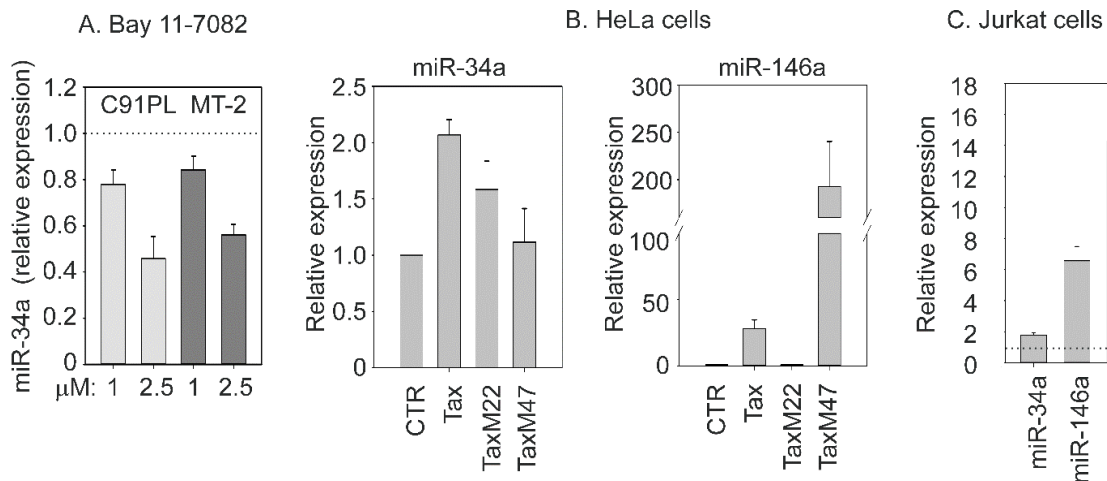 A. Bay 11-7082
B. HeLa cells
C. Jurkat cells
miR-34a (relative expression)
1.2
1.0
0.8
0.6
0.4
0.2
0
C91PL MT-2
μM: 1 2.5 1 2.5
miR-34a
Relative expression
2.5
2.0
1.5
1.0
0.5
0.0
CTR
Tax
TaxM22
TaxM47
miR-146a
Relative expression
300
200
100
50
0
CTR
Tax
TaxM22
TaxM47
Relative expression
18
16
14
12
10
8
6
4
2
0
miR-34a
miR-146a